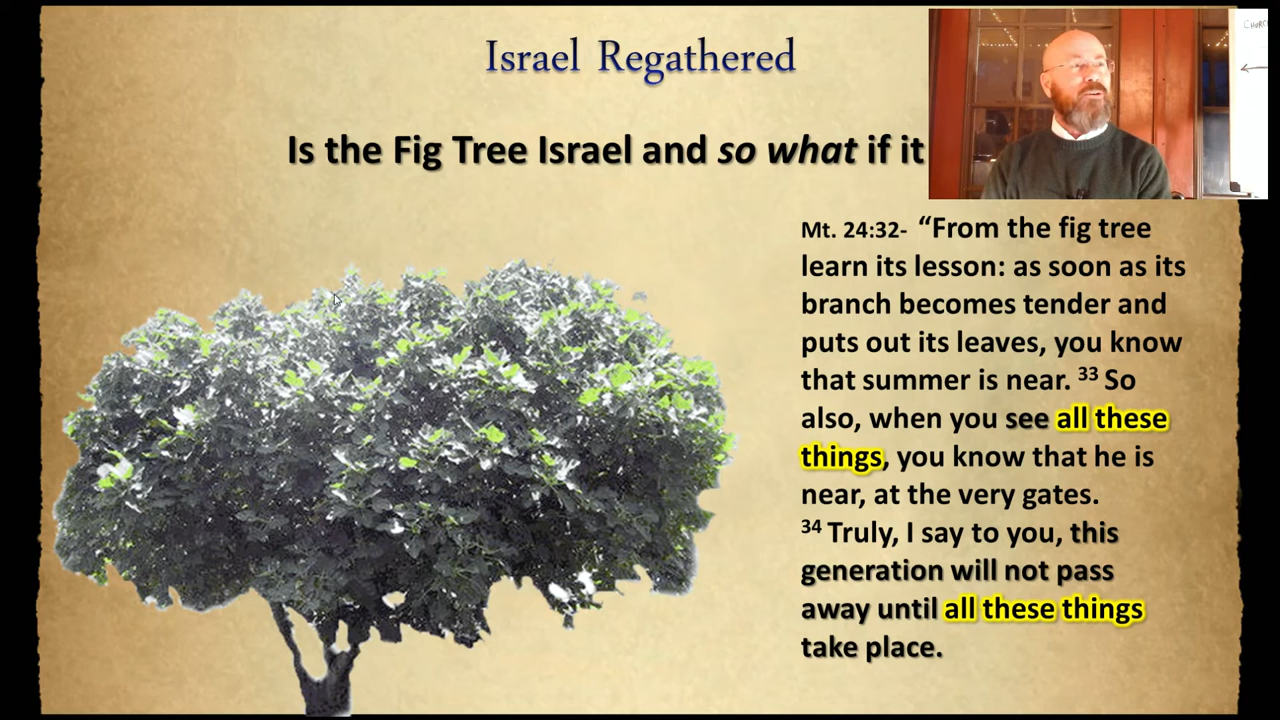 Israel Regathered
Is the Fig Tree Israel and so what if it
Mt. 24:32- “From the fig tree
learn its lesson: as soon as its
branch becomes tender and
puts out its leaves, you know
that summer is near. 33 So
also, when you see all these
things, you know that he is
near, at the very gates.
34 Truly, I say to you, this
generation will not pass
away until all these things
take place.